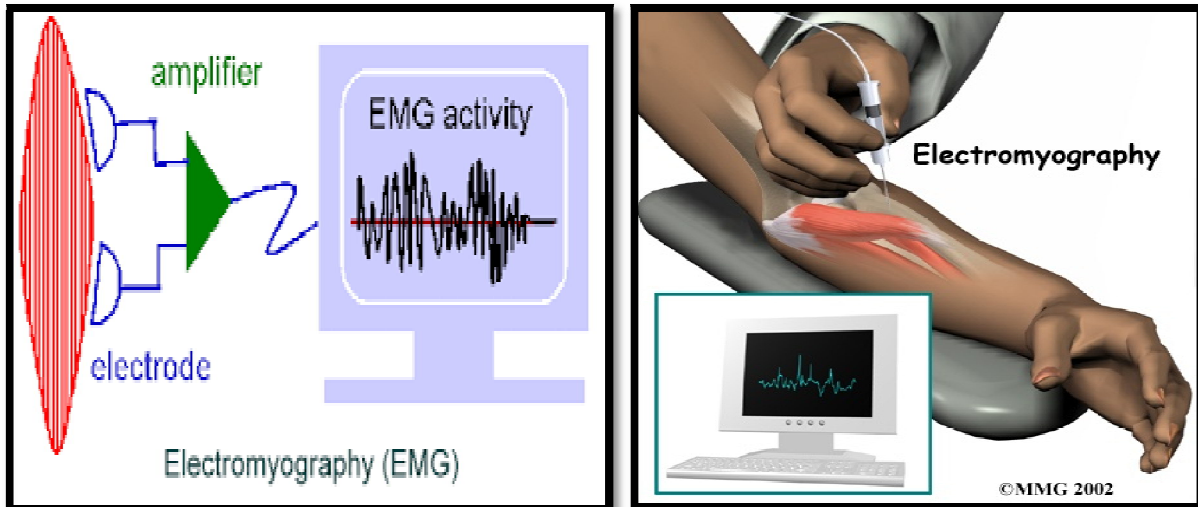 amplifier
EMG activity
electrode
Electromyography (EMG)
Electromyography
©MMG 2002